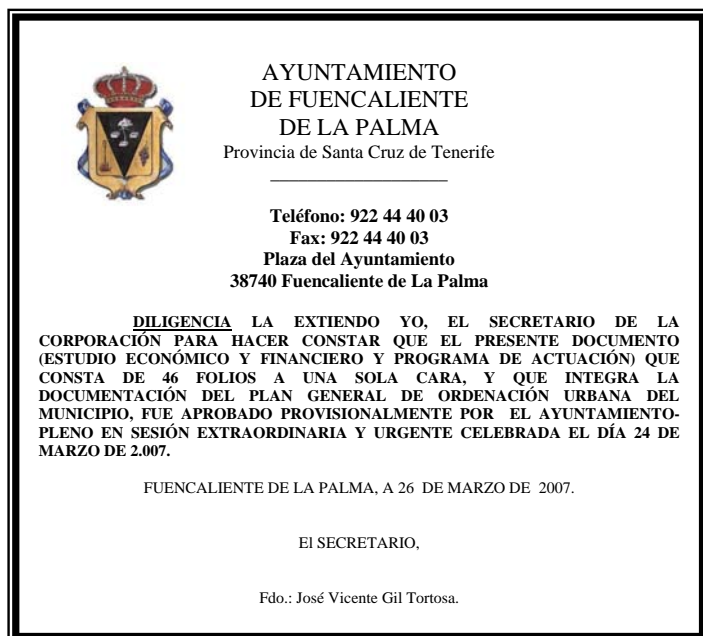 AYUNTAMIENTO
DE FUENCALIENTE
DE LA PALMA
Provincia de Santa Cruz de Tenerife
Teléfono: 922 44 40 03
Fax: 922 44 40 03
Plaza del Ayuntamiento
38740 Fuencaliente de La Palma
DILIGENCIA LA EXTIENDO YO, EL SECRETARIO DE LA
CORPORACIÓN PARA HACER CONSTAR QUE EL PRESENTE DOCUMENTO
(ESTUDIO ECONÓMICO Y FINANCIERO Y PROGRAMA DE ACTUACIÓN) QUE
CONSTA DE 46 FOLIOS A UNA SOLA CARA, Y QUE INTEGRA LA
DOCUMENTACIÓN DEL PLAN GENERAL DE ORDENACIÓN URBANA DEL
MUNICIPIO, FUE APROBADO PROVISIONALMENTE POR EL AYUNTAMIENTO-
PLENO EN SESIÓN EXTRAORDINARIA Y URGENTE CELEBRADA EL DÍA 24 DE
MARZO DE 2.007.
FUENCALIENTE DE LA PALMA, A 26 DE MARZO DE 2007.
El SECRETARIO,
Fdo.: José Vicente Gil Tortosa.